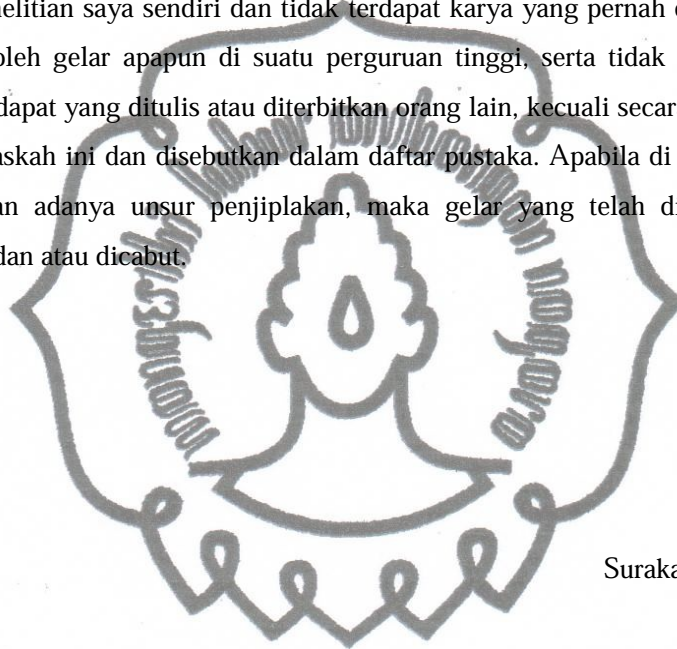 nelitian saya sendiri dan tidak terdapat karya yang pernah
oleh gelar apapun di suatu perguruan tinggi, serta tidak
dapat yang ditulis atau diterbitkan orang lain, kecuali secar
askah ini dan disebutkan dalam daftar pustaka. Apabila di
an adanya unsur penjiplakan, maka gelar yang telah di
dan atau dicabut.
Suraka